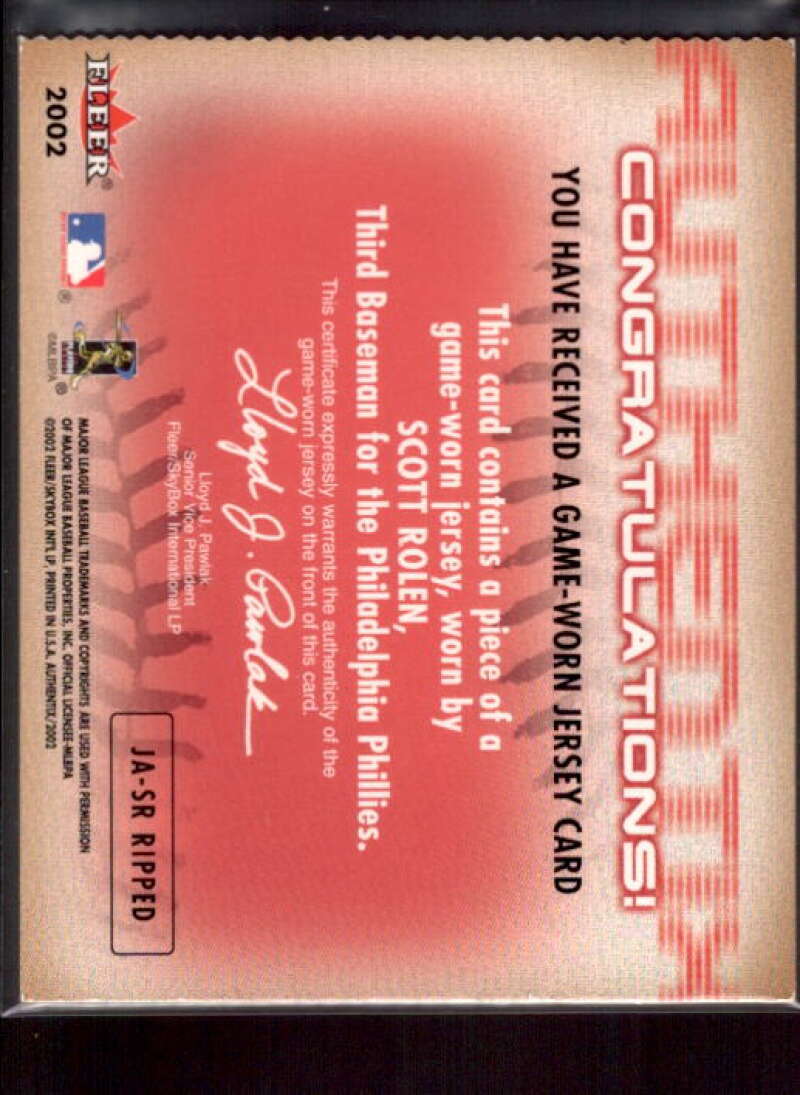 AUTHENTIX
CONGRATULATIONS!
YOU HAVE RECEIVED A GAME-WORN JERSEY CARD
This card contains a piece of a
game-worn jersey, worn by
SCOTT ROLEN,
Third Baseman for the Philadelphia Phillies.
This certificate expressly warrants the authenticity of the
game-worn jersey on the front of this card.
Lloyd J. Pawlak
Lloyd J. Pawlak
Senior Vice President
Fleer/SkyBox International LP
JA-SR RIPPED
FLEER®
2002
®
®
©MLBPA
MAJOR LEAGUE BASEBALL TRADEMARKS AND COPYRIGHTS ARE USED WITH PERMISSION
OF MAJOR LEAGUE BASEBALL PROPERTIES, INC. OFFICIAL LICENSEE-MLBPA
©2002 FLEER/SKYBOX INT'L LP, PRINTED IN U.S.A. AUTHENTIX/2002